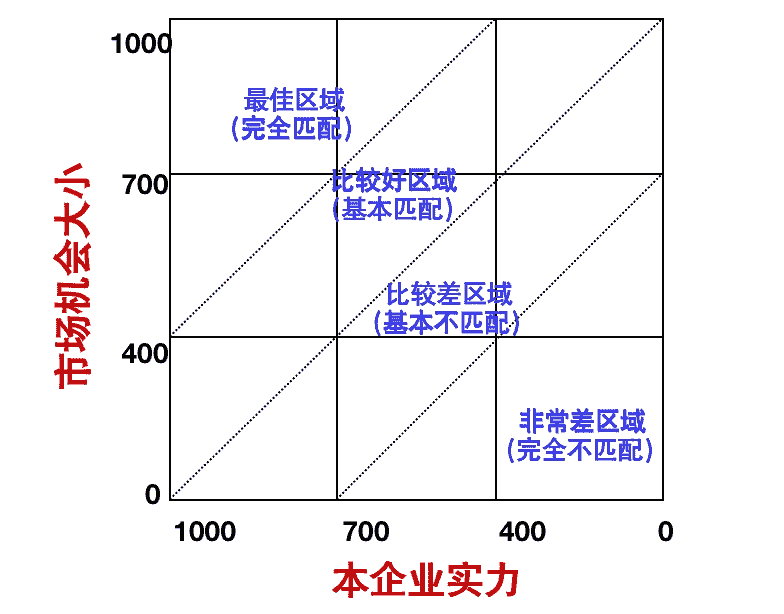 1000
最佳区域
(完全匹配)
比较好区域
700
(基本匹配)
市场机会大小
比较差区域
(基本不匹配)
400
非常差区域
(完全不匹配)
0
1000
700
400
0
本企业实力